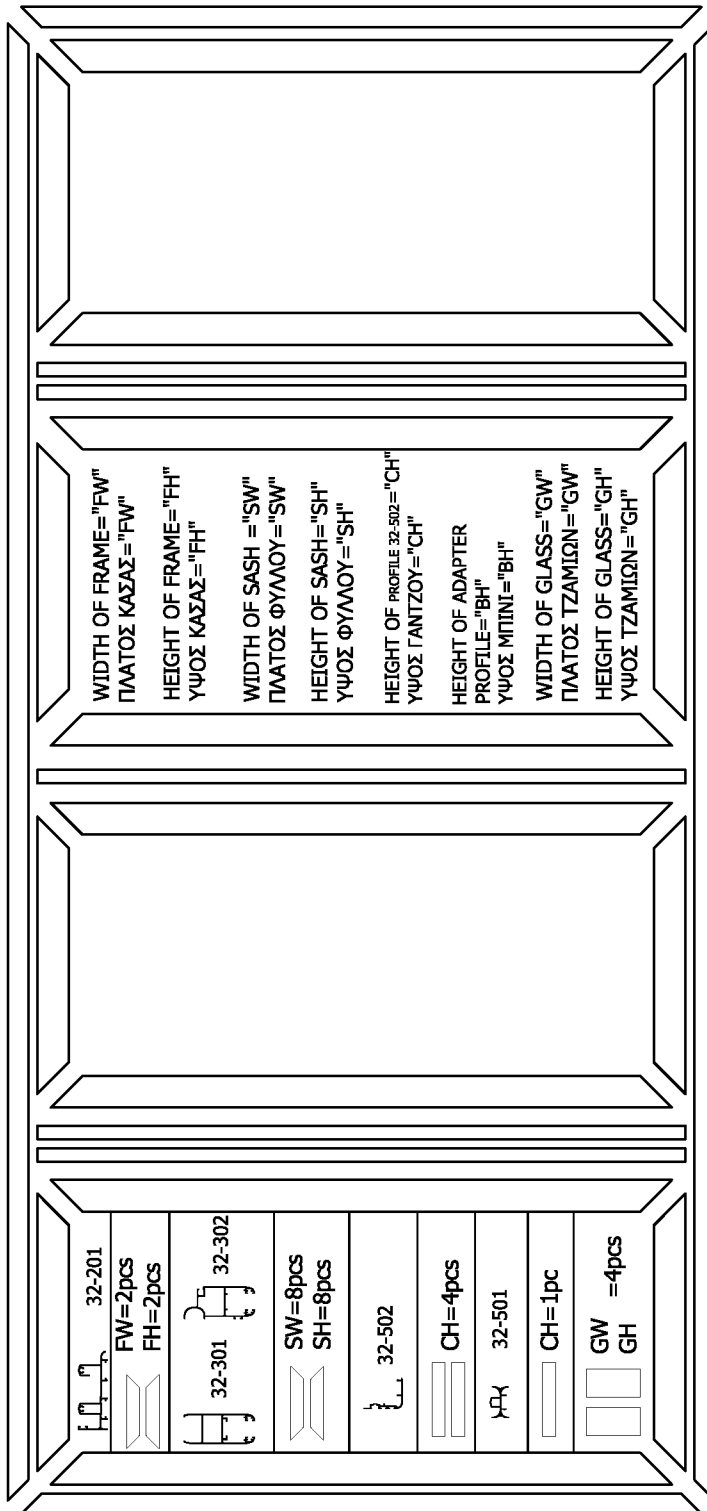 32-201
FW=2pcs
FH=2pcs
32-301
32-302
SW=8pcs
SH=8pcs
32-502
CH=4pcs
32-501
CH=1pc
GW
GH
=4pcs
WIDTH OF FRAME="FW"
ΠΛΑΤΟΣ ΚΑΣΑΣ="FW"
HEIGHT OF FRAME="FH"
ΥΨΟΣ ΚΑΣΑΣ="FH"
WIDTH OF SASH ="SW"
ΠΛΑΤΟΣ ΦΥΛΛΟΥ="SW"
HEIGHT OF SASH="SH"
ΥΨΟΣ ΦΥΛΛΟΥ="SH"
HEIGHT OF PROFILE 32-502="CH"
ΥΨΟΣ ΓΑΝΤΖΟΥ="CH"
HEIGHT OF ADAPTER
PROFILE="BH"
ΥΨΟΣ ΜΠΙΝΙ="BH"
WIDTH OF GLASS="GW"
ΠΛΑΤΟΣ ΤΖΑΜΙΩΝ="GW"
HEIGHT OF GLASS="GH"
ΥΨΟΣ ΤΖΑΜΙΩΝ="GH"